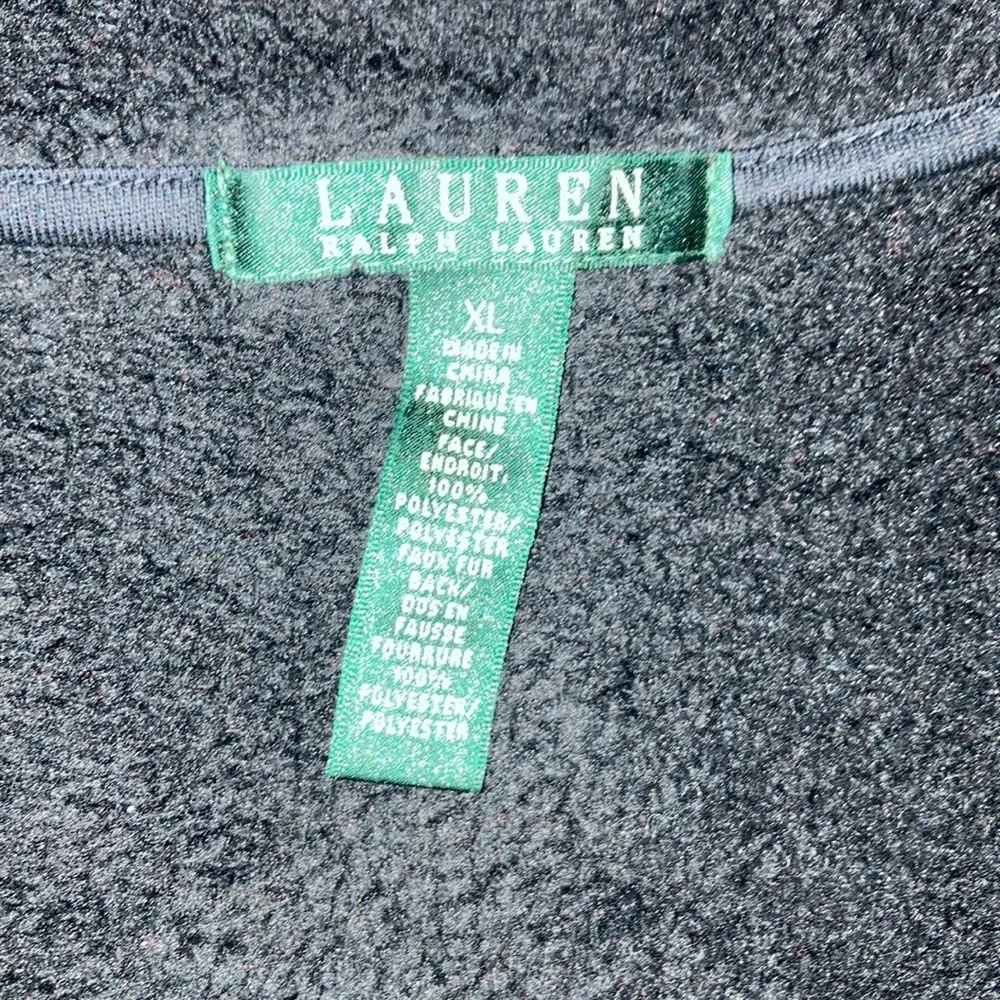 LAUREN
RALPH LAUREN
XL
MADE IN
CHINA
FABRIQUÉ EN
CHINE
FACE/
ENDROIT:
100%
POLYESTER/
POLYESTER
FAUX FUR
BACK/
DOS EN
FAUSSE
FOURRURE
100%
POLYESTER/
POLYESTER